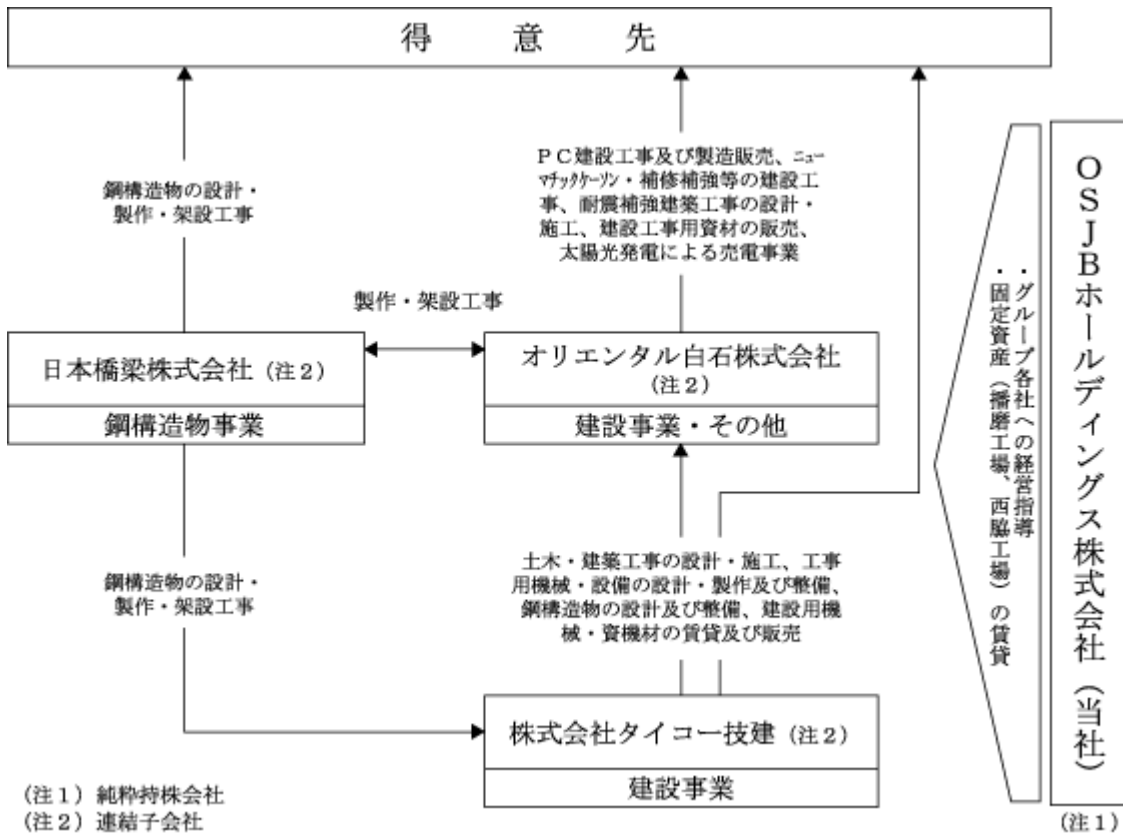 得意先
鋼構造物の設計・
製作・架設工事
ＰＣ建設工事及び製造販売、ﾆｭｰ
ﾏﾁｯｸｹｰｿﾝ・補修補強等の建設工
事、耐震補強建築工事の設計・
施工、建設工事用資材の販売、
太陽光発電による売電事業
製作・架設工事
日本橋梁株式会社（注２）
鋼構造物事業
オリエンタル白石株式会社
（注２）
建設事業・その他
鋼構造物の設計・
製作・架設工事
土木・建築工事の設計・施工、工事
用機械・設備の設計・製作及び整備、
鋼構造物の設計及び整備、建設用機
械・資機材の賃貸及び販売
株式会社タイコー技建（注２）
建設事業
ＯＳＪＢホールディングス株式会社（当社）
・グループ各社への経営指導
・固定資産（播磨工場、西脇工場）の賃貸
（注１）
（注１）純粋持株会社
（注２）連結子会社